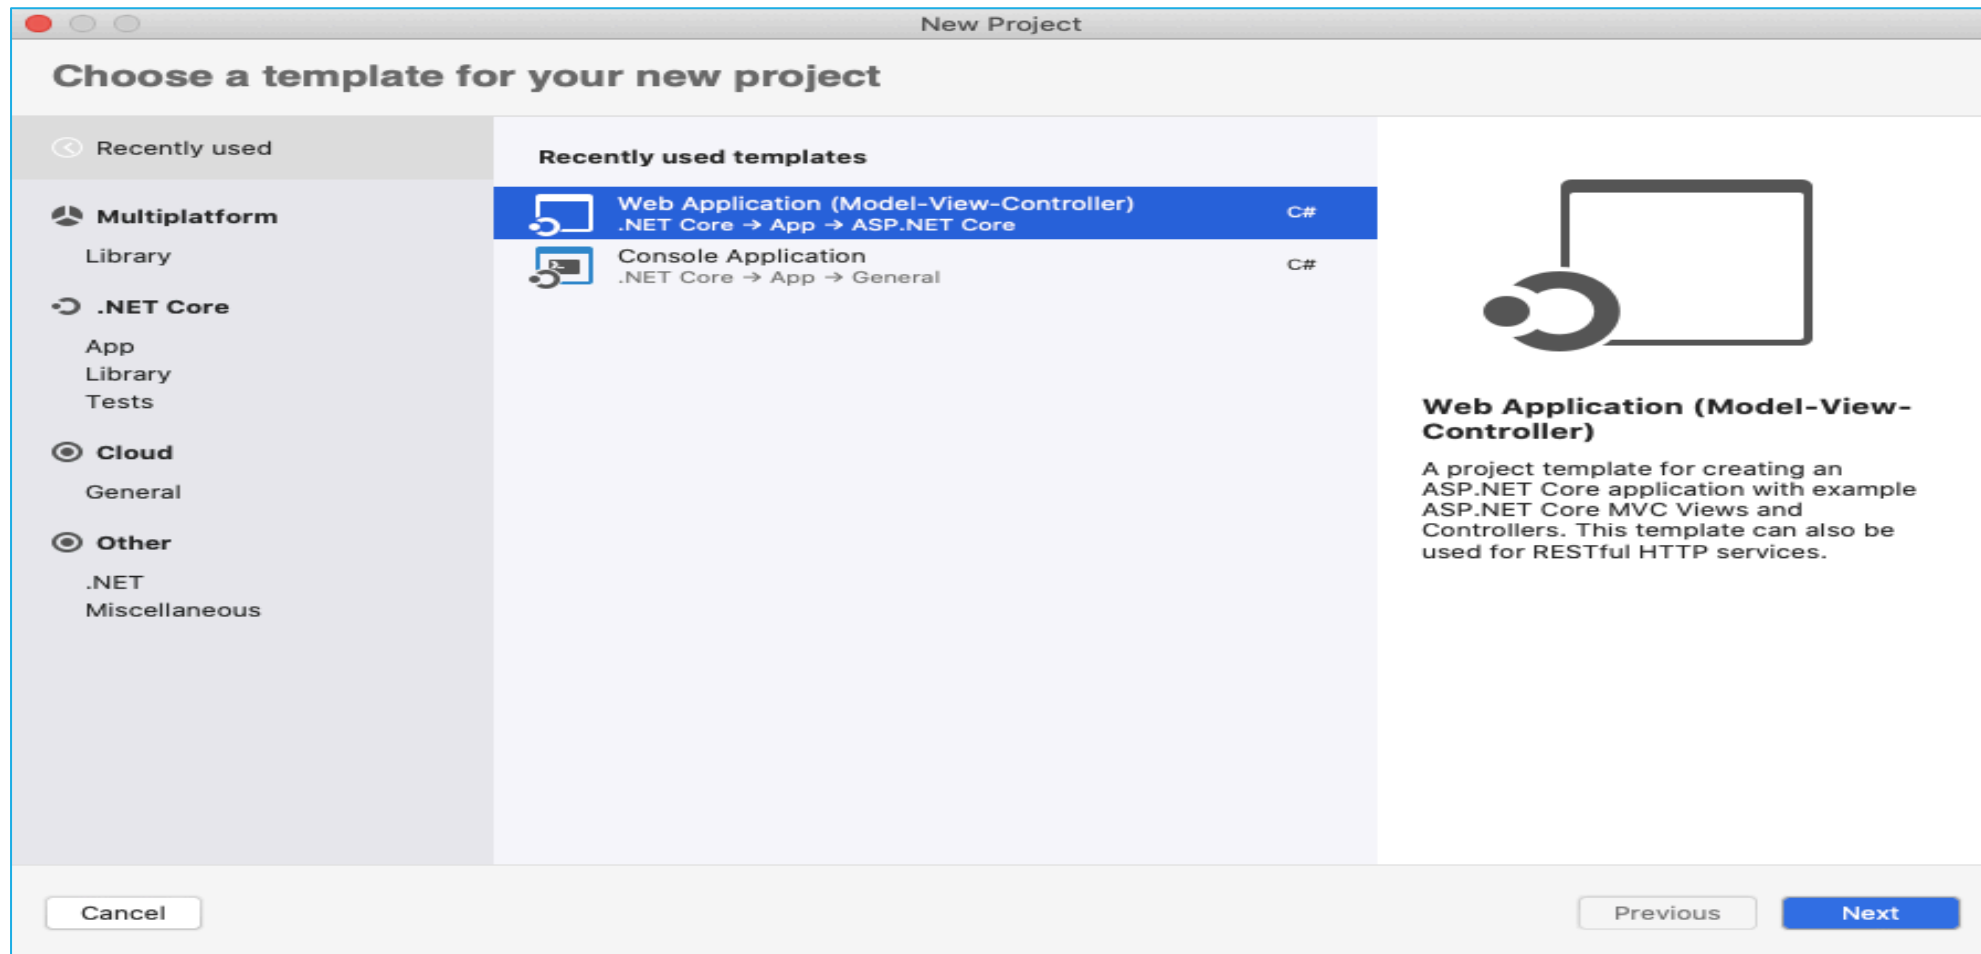 New Project
Choose a template for your new project
Recently used
Multiplatform
Library
.NET Core
App
Library
Tests
Cloud
General
Other
.NET
Miscellaneous
Recently used templates
Web Application (Model-View-Controller)
.NET Core → App → ASP.NET Core
C#
Console Application
.NET Core → App → General
C#
Web Application (Model-View-
Controller)
A project template for creating an
ASP.NET Core application with example
ASP.NET Core MVC Views and
Controllers. This template can also be
used for RESTful HTTP services.
Cancel
Previous
Next